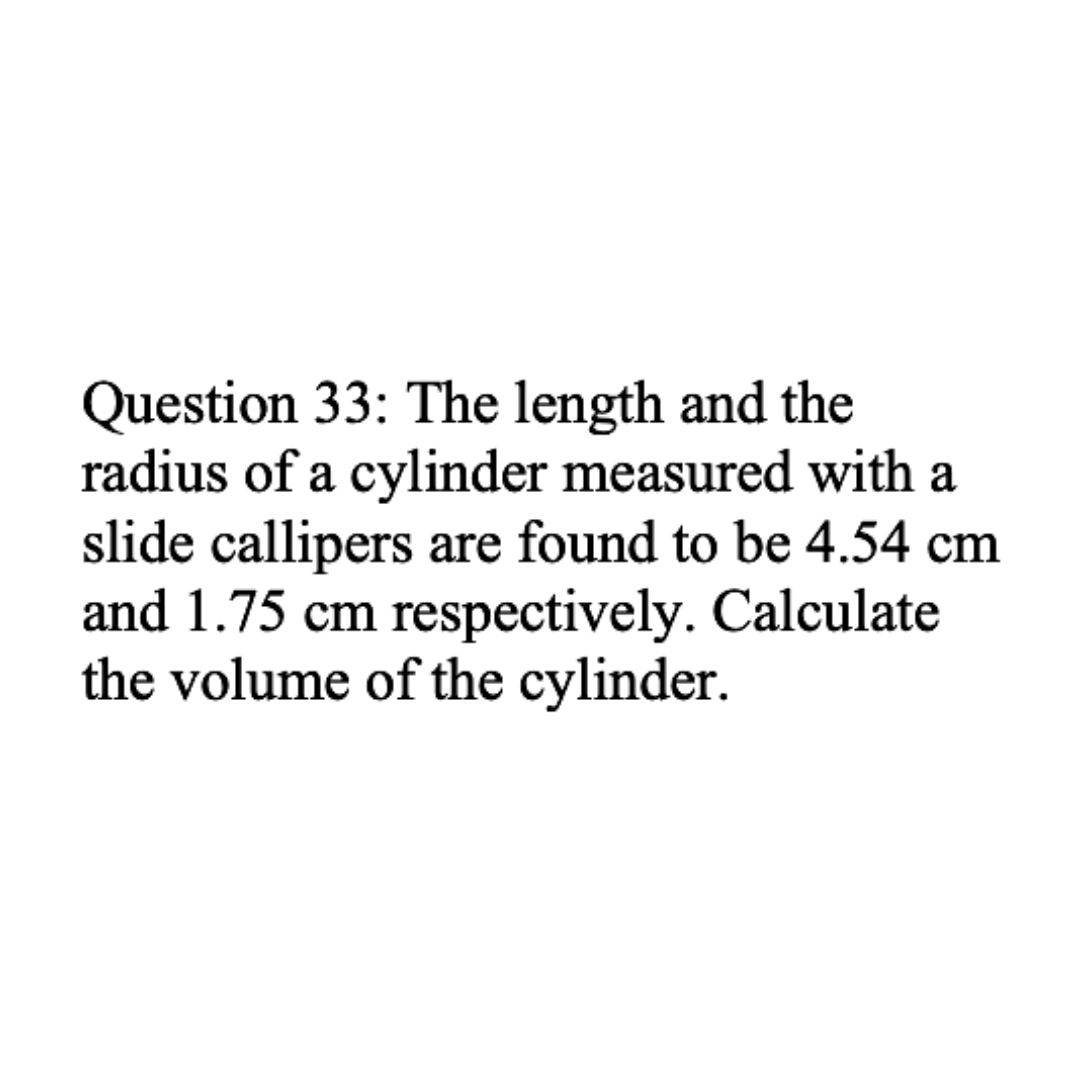 Question 33: The length and the
radius of a cylinder measured with a
slide callipers are found to be 4.54 cm
and 1.75 cm respectively. Calculate
the volume of the cylinder.